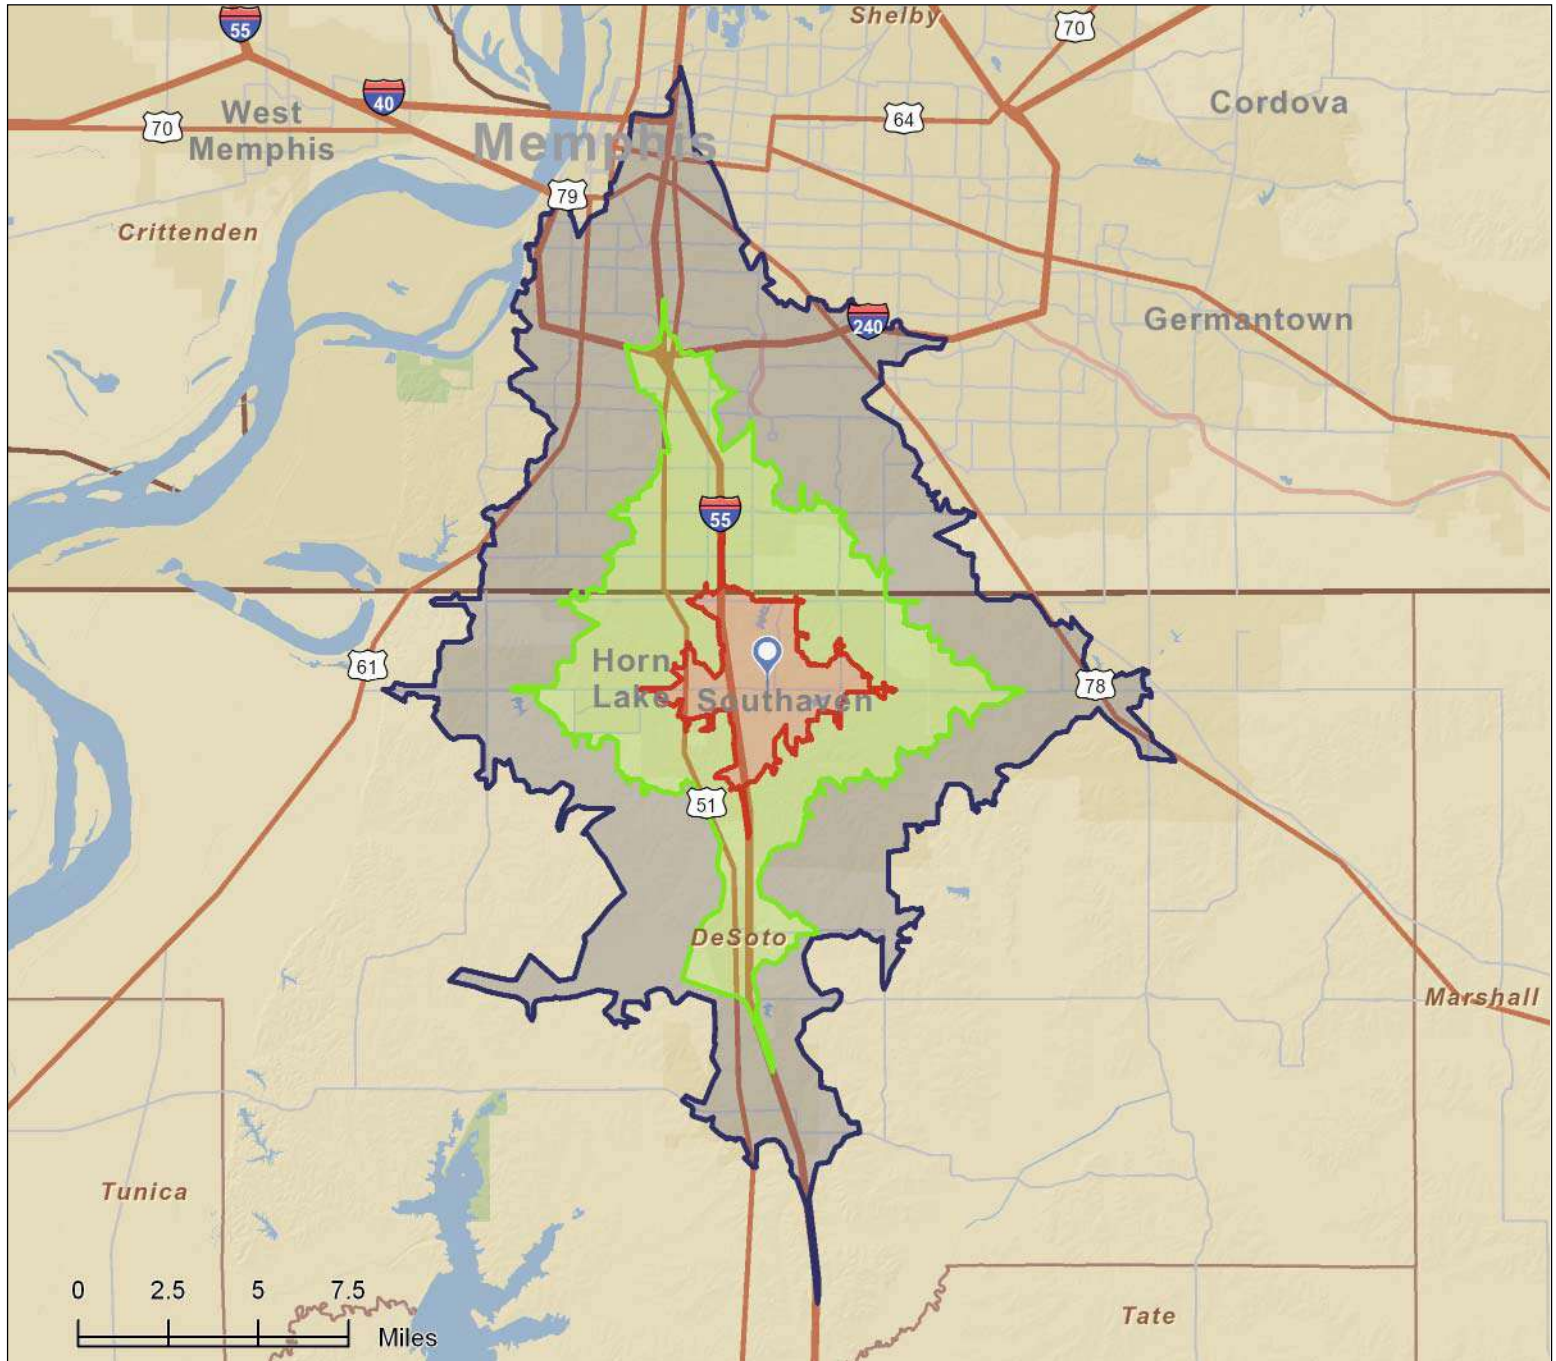 Shelby
55
70
40
West
Memphis
70
64
Cordova
Memphis
79
Crittenden
240
Germantown
55
Horn
Lake
61
Southaven
78
51
DeSoto
Marshall
Tunica
0 2.5 5 7.5
Miles
Tate